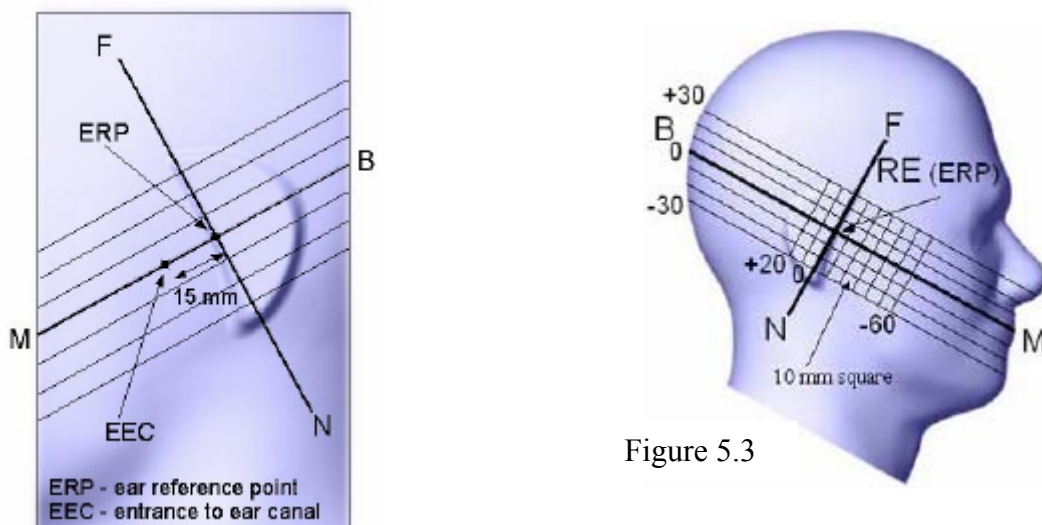 F
ERP
B
15 mm
M
EEC
N
ERP - ear reference point
EEC - entrance to ear canal
+30
B
0
-30
F
RE (ERP)
+20
0
N
-60
M
10 mm square
Figure 5.3